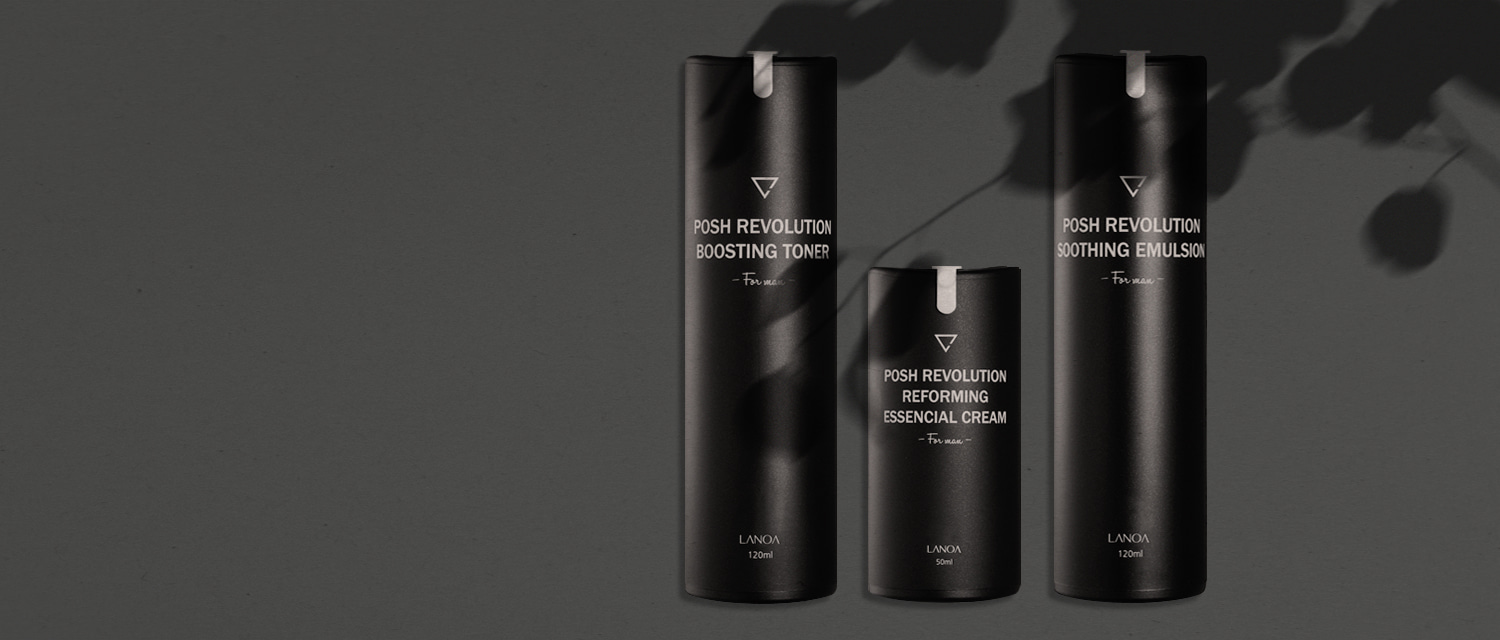 POSH REVOLUTION
BOOSTING TONER
– For man –
LANOA
120ml
POSH REVOLUTION
REFORMING
ESSENCIAL CREAM
– For man –
LANOA
50ml
POSH REVOLUTION
SOOTHING EMULSION
– For man –
LANOA
120ml